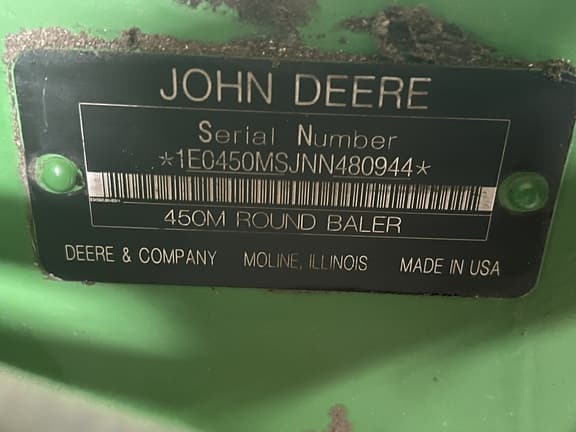 JOHN DEERE
Serial Number
*1E0450MSJNN480944*
450M ROUND BALER
DEERE & COMPANY MOLINE, ILLINOIS MADE IN USA